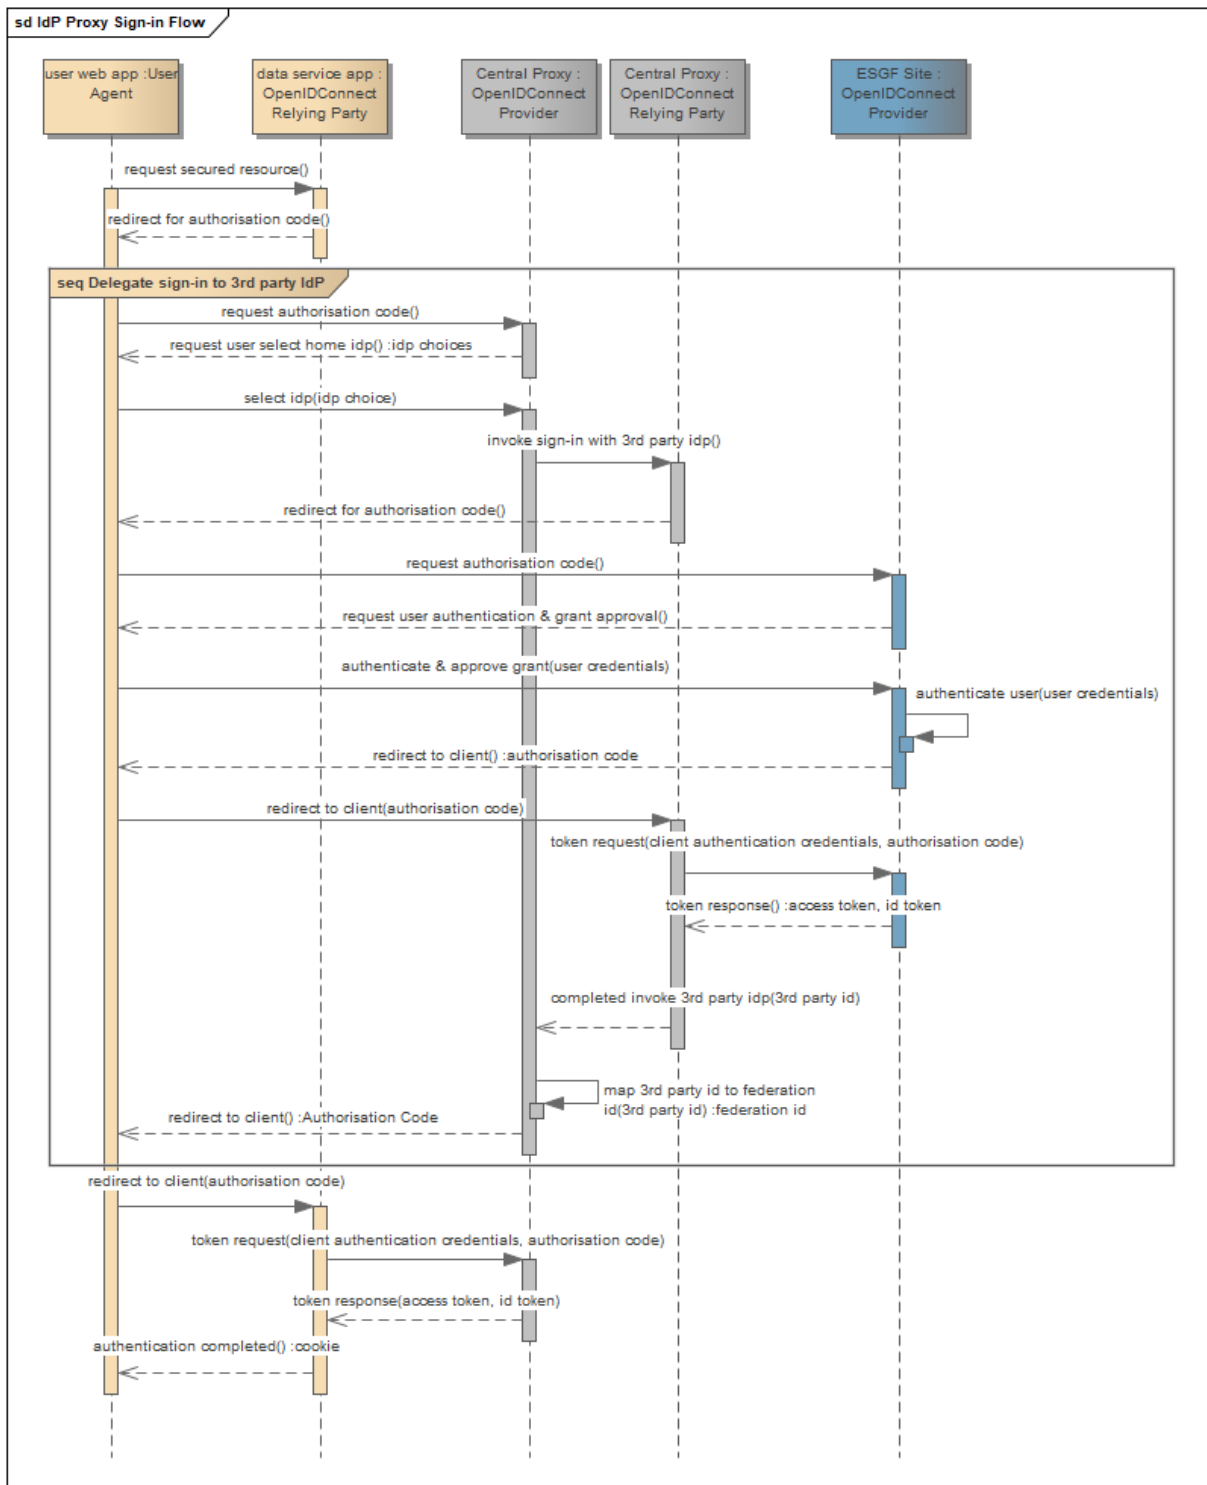 sd IdP Proxy Sign-in Flow
user web app :User
Agent
data service app :
OpenIDConnect
Relying Party
Central Proxy :
OpenIDConnect
Provider
Central Proxy :
OpenIDConnect
Relying Party
ESGF Site :
OpenIDConnect
Provider
request secured resource()
redirect for authorisation code()
seq Delegate sign-in to 3rd party IdP
request authorisation code()
request user select home idp() :idp choices
select idp(idp choice)
invoke sign-in with 3rd party idp()
redirect for authorisation code()
request authorisation code()
request user authentication & grant approval()
authenticate & approve grant(user credentials)
authenticate user(user credentials)
redirect to client() :authorisation code
redirect to client(authorisation code)
token request(client authentication credentials, authorisation code)
token response() :access token, id token
completed invoke 3rd party idp(3rd party id)
map 3rd party id to federation
id(3rd party id) :federation id
redirect to client() :Authorisation Code
redirect to client(authorisation code)
token request(client authentication credentials, authorisation code)
token response(access token, id token)
authentication completed() :cookie